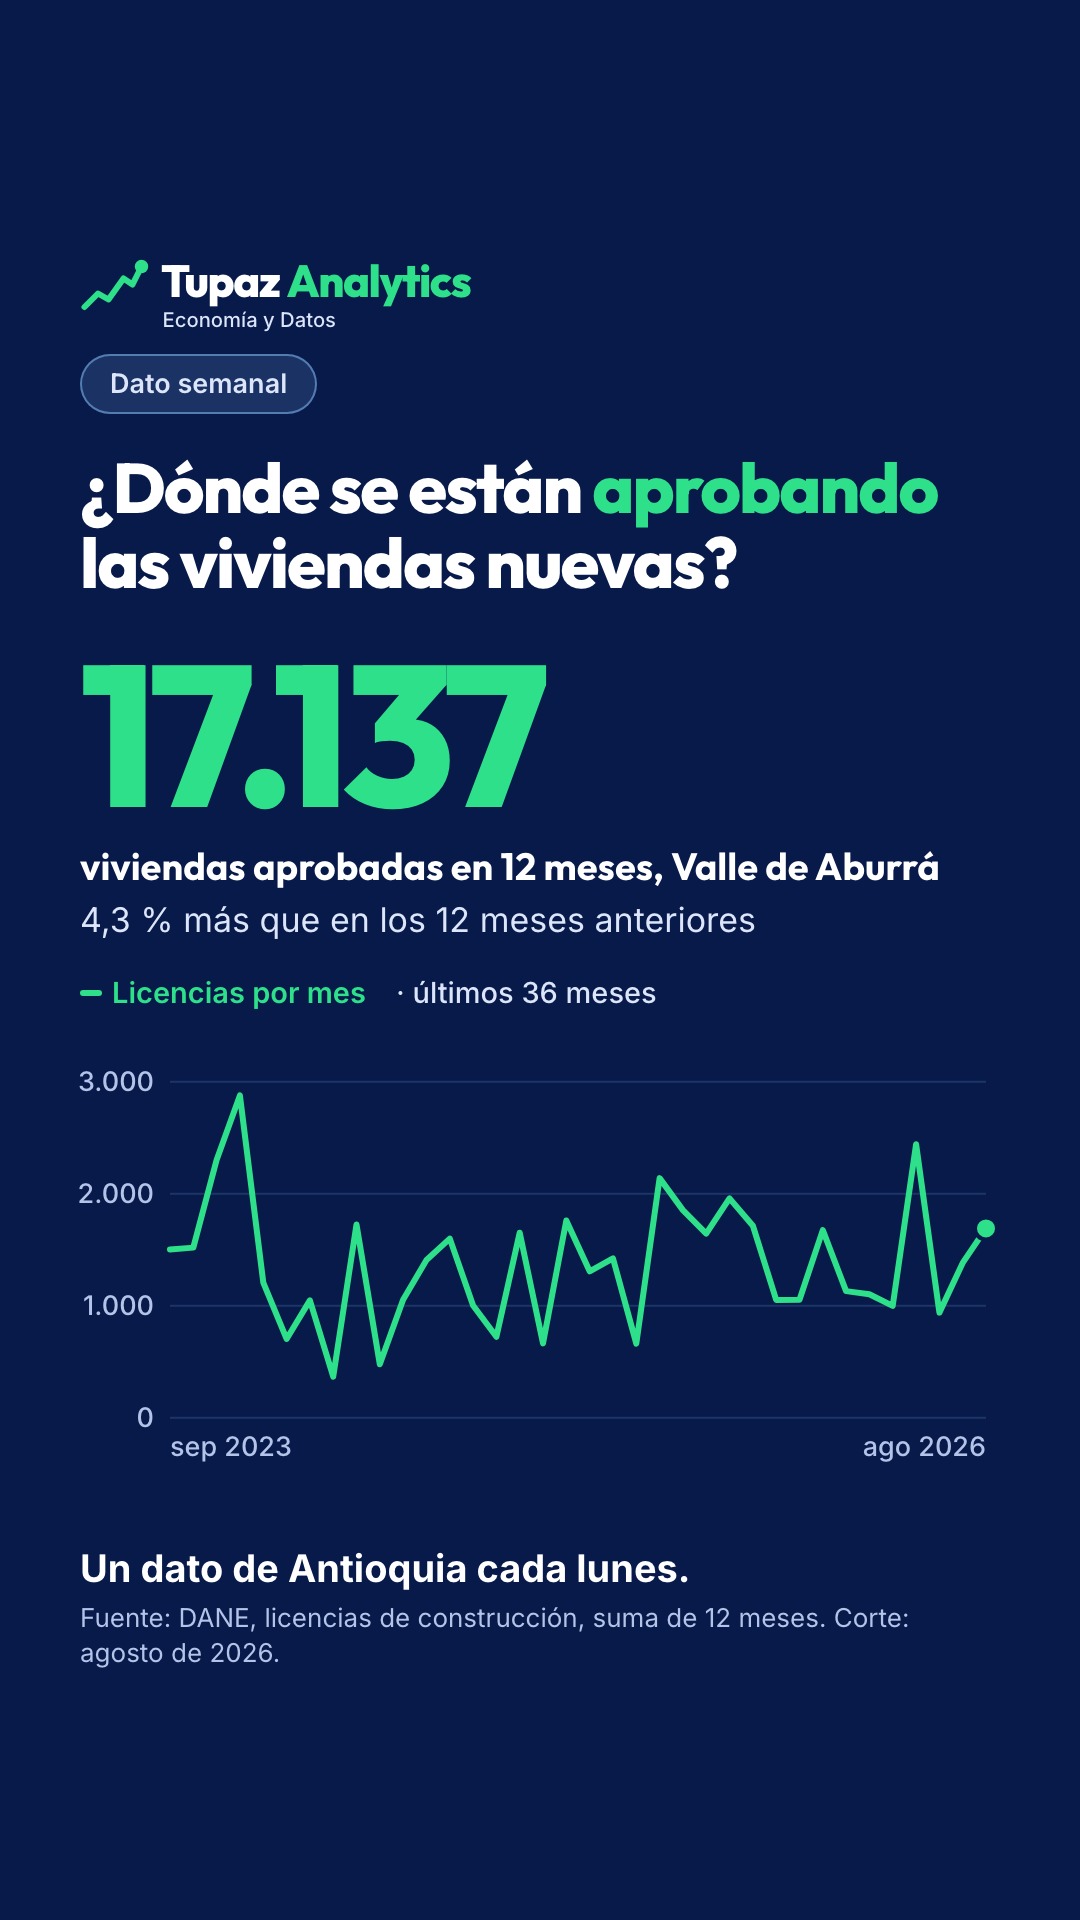 Tupaz Analytics
Economía y Datos
Dato semanal
¿Dónde se están aprobando
las viviendas nuevas?
17.137
viviendas aprobadas en 12 meses, Valle de Aburrá
4,3 % más que en los 12 meses anteriores
Licencias por mes · últimos 36 meses
3.000
2.000
1.000
0
sep 2023 ago 2026
Un dato de Antioquia cada lunes.
Fuente: DANE, licencias de construcción, suma de 12 meses. Corte:
agosto de 2026.